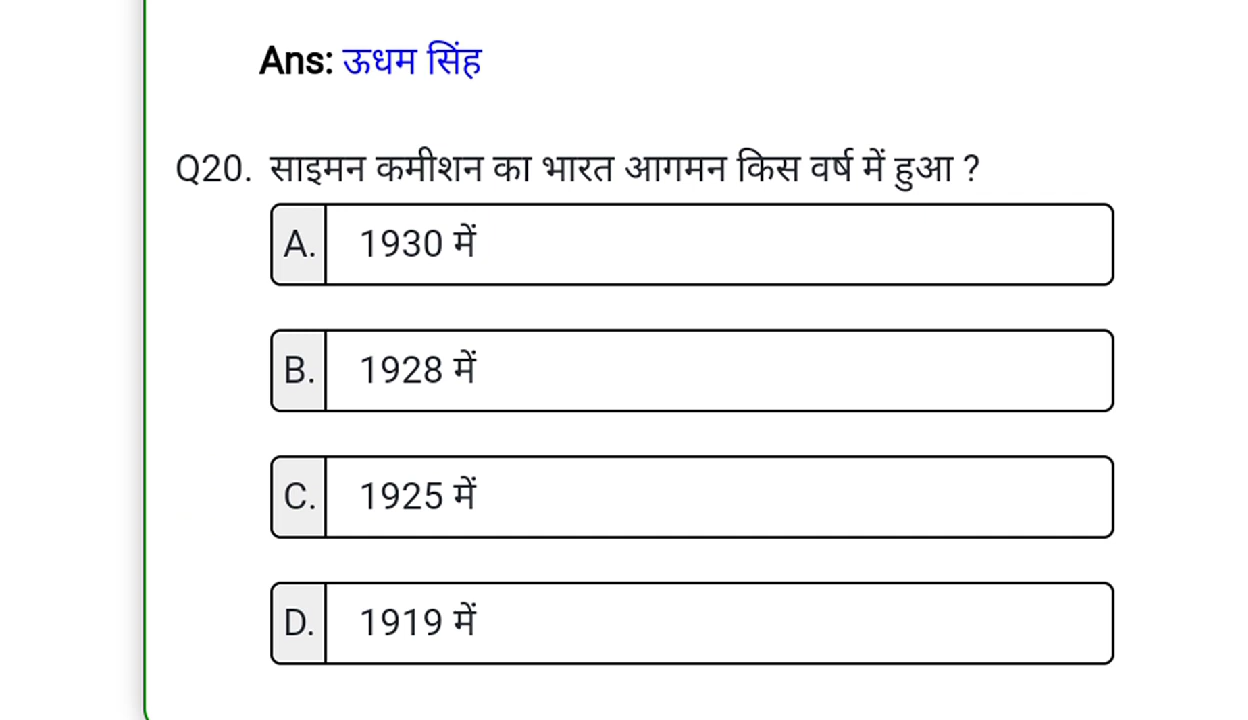 Ans: ऊधम सिंह
Q20. साइमन कमीशन का भारत आगमन किस वर्ष में हुआ ?
A. 1930 में
B. 1928 में
C. 1925 में
D. 1919 में